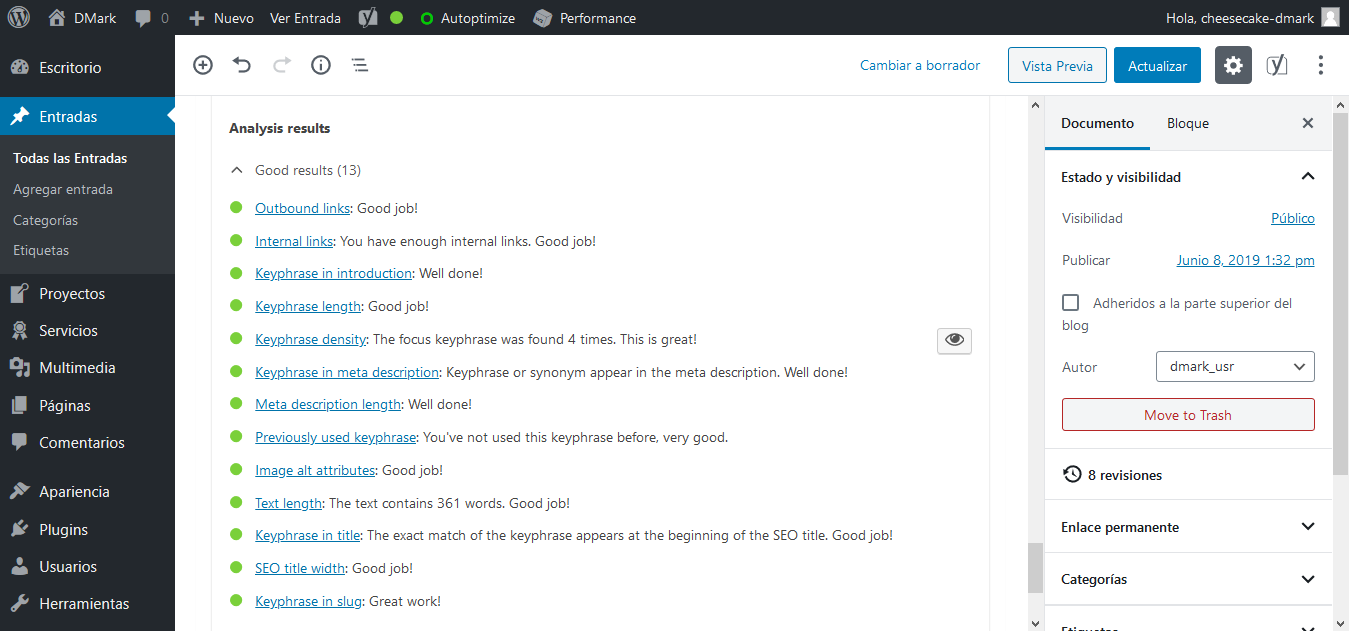 DMark
0
Nuevo
Ver Entrada
Autoptimize
Performance
Hola, cheesecake-dmark
Escritorio
Entradas
Todas las Entradas
Agregar entrada
Categorías
Etiquetas
Proyectos
Servicios
Multimedia
Páginas
Comentarios
Apariencia
Plugins
Usuarios
Herramientas
Cambiar a borrador
Vista Previa
Actualizar
Analysis results
Good results (13)
Outbound links: Good job!
Internal links: You have enough internal links. Good job!
Keyphrase in introduction: Well done!
Keyphrase length: Good job!
Keyphrase density: The focus keyphrase was found 4 times. This is great!
Keyphrase in meta description: Keyphrase or synonym appear in the meta description. Well done!
Meta description length: Well done!
Previously used keyphrase: You've not used this keyphrase before, very good.
Image alt attributes: Good job!
Text length: The text contains 361 words. Good job!
Keyphrase in title: The exact match of the keyphrase appears at the beginning of the SEO title. Good job!
SEO title width: Good job!
Keyphrase in slug: Great work!
Documento
Bloque
Estado y visibilidad
Visibilidad
Público
Publicar
Junio 8, 2019 1:32 pm
Adheridos a la parte superior del
blog
Autor
dmark_usr
Move to Trash
8 revisiones
Enlace permanente
Categorías
Etiquetas